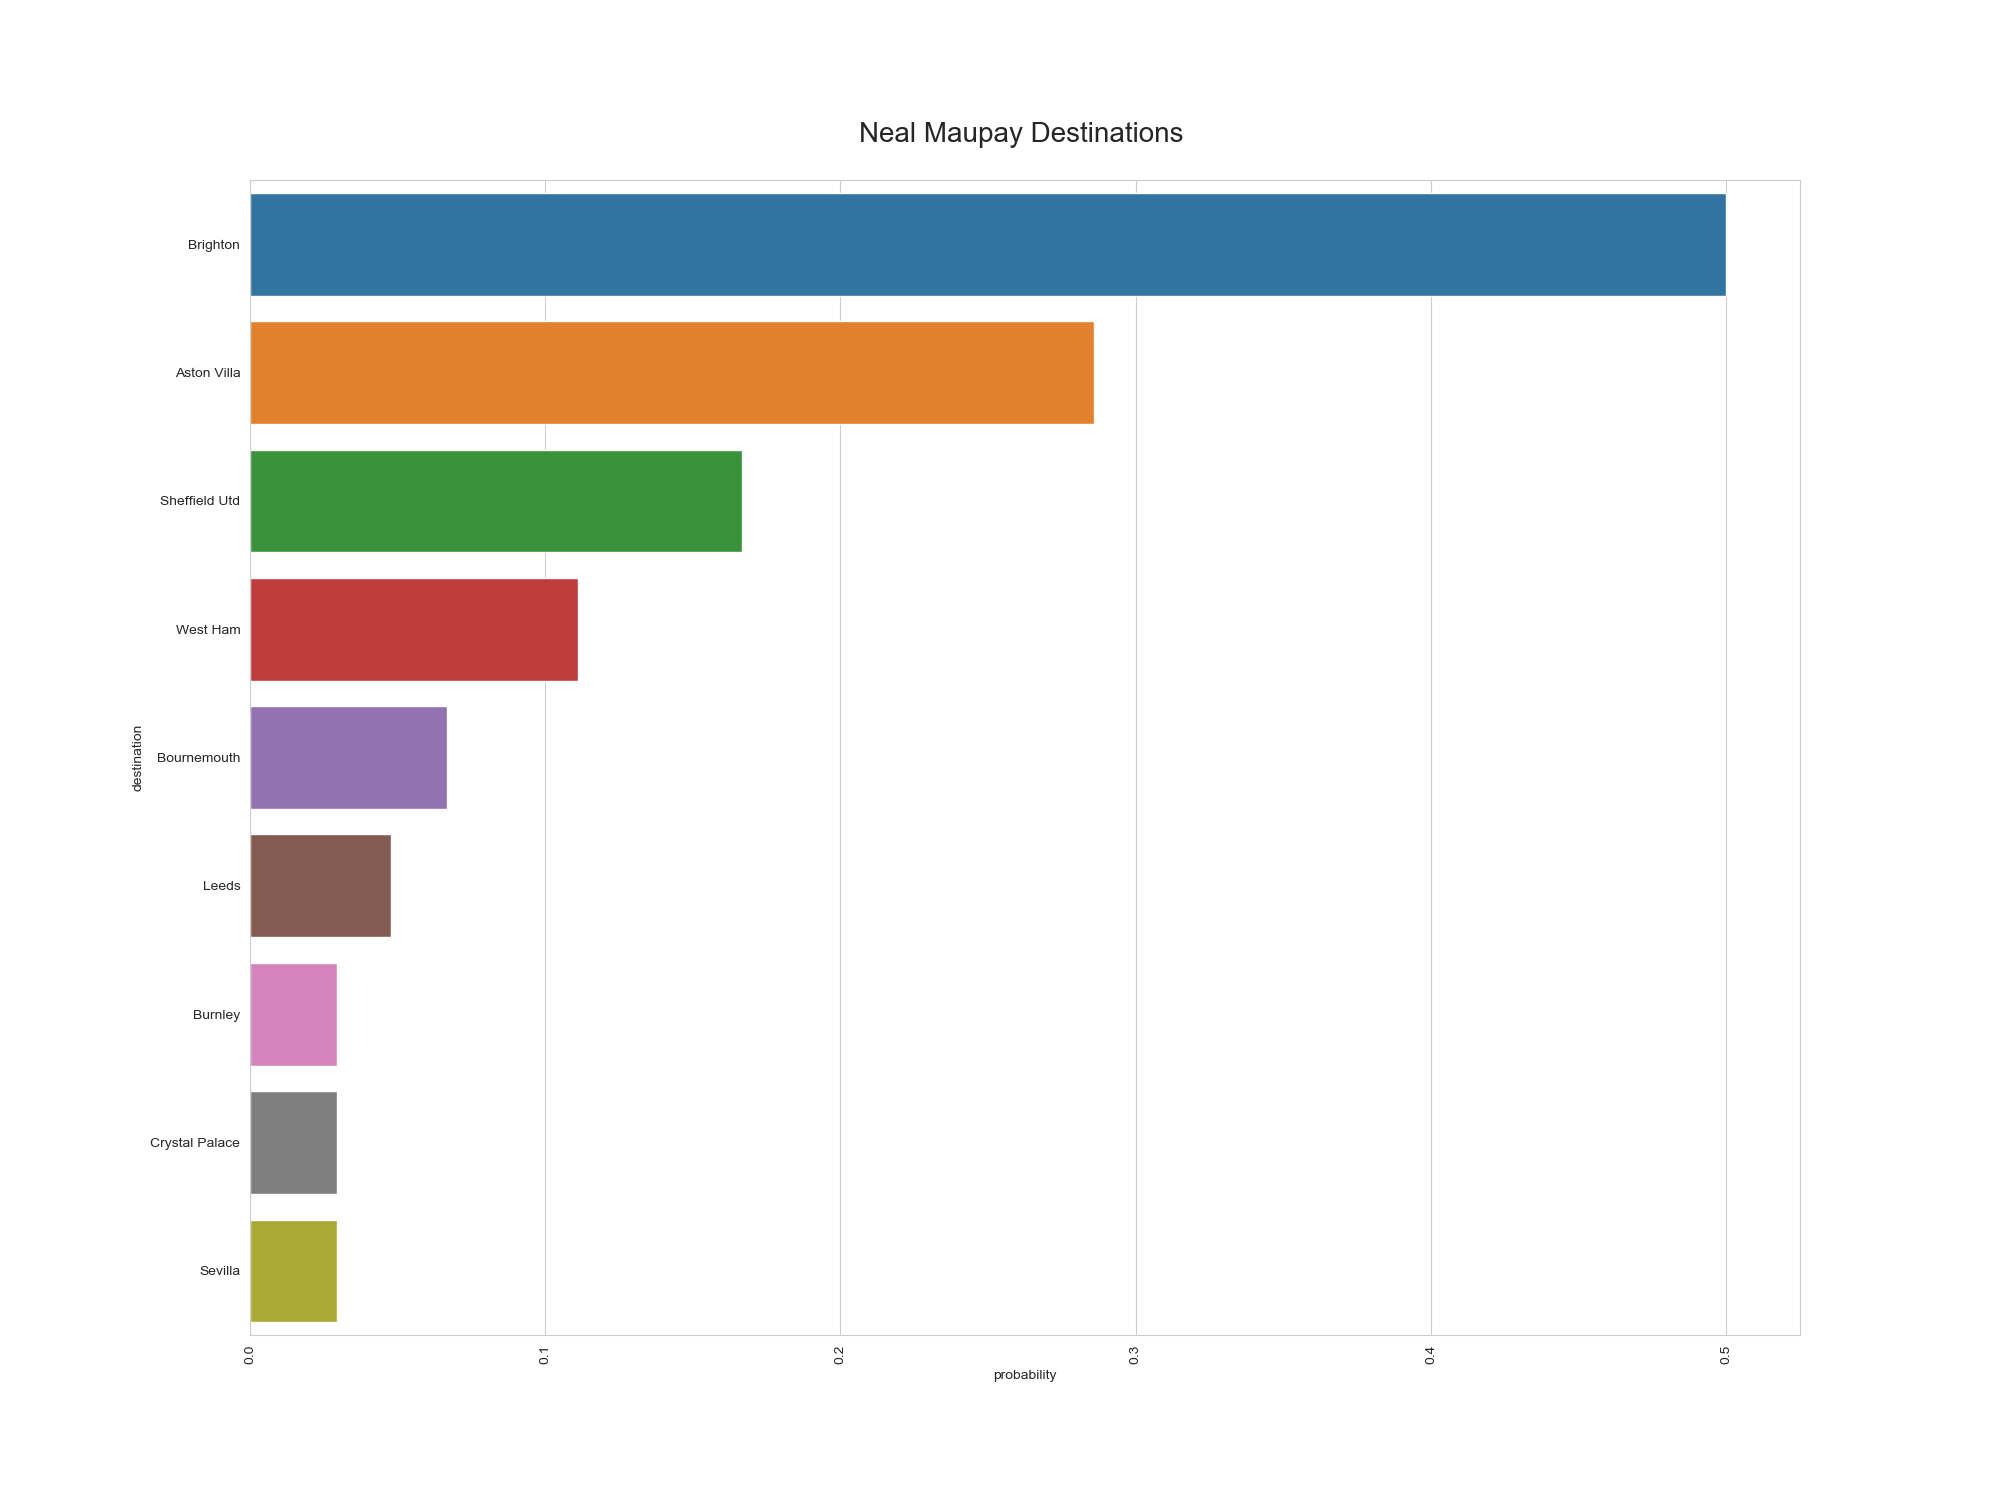 Neal Maupay Destinations
Brighton
Aston Villa
Sheffield Utd
West Ham
Bournemouth
Leeds
Burnley
Crystal Palace
Sevilla
destination
0.0
0.1
0.2
0.3
0.4
0.5
probability